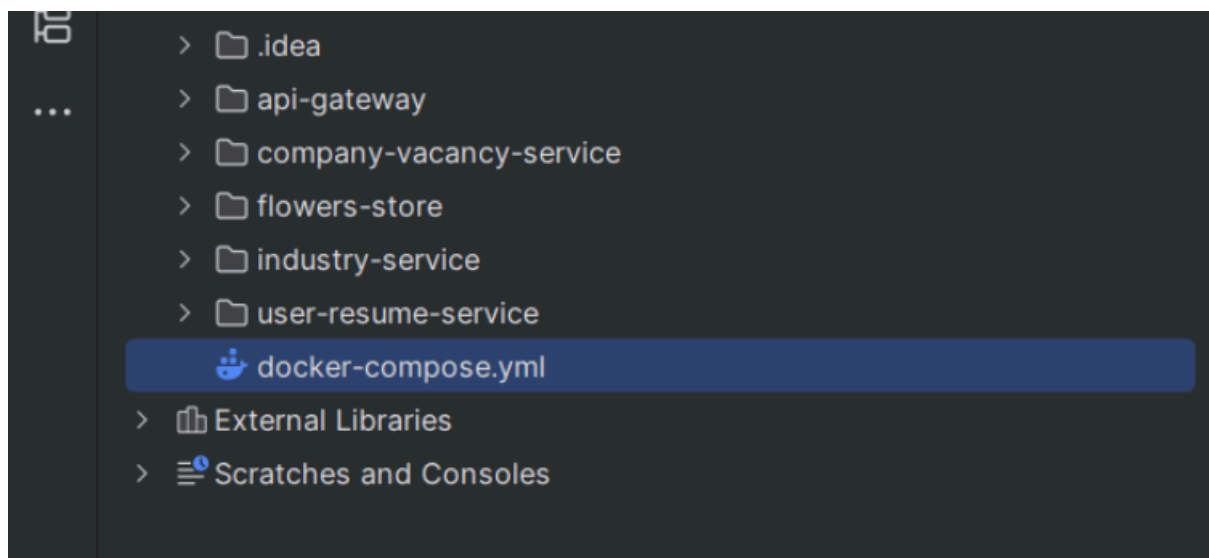 .idea
api-gateway
company-vacancy-service
flowers-store
industry-service
user-resume-service
docker-compose.yml
External Libraries
Scratches and Consoles